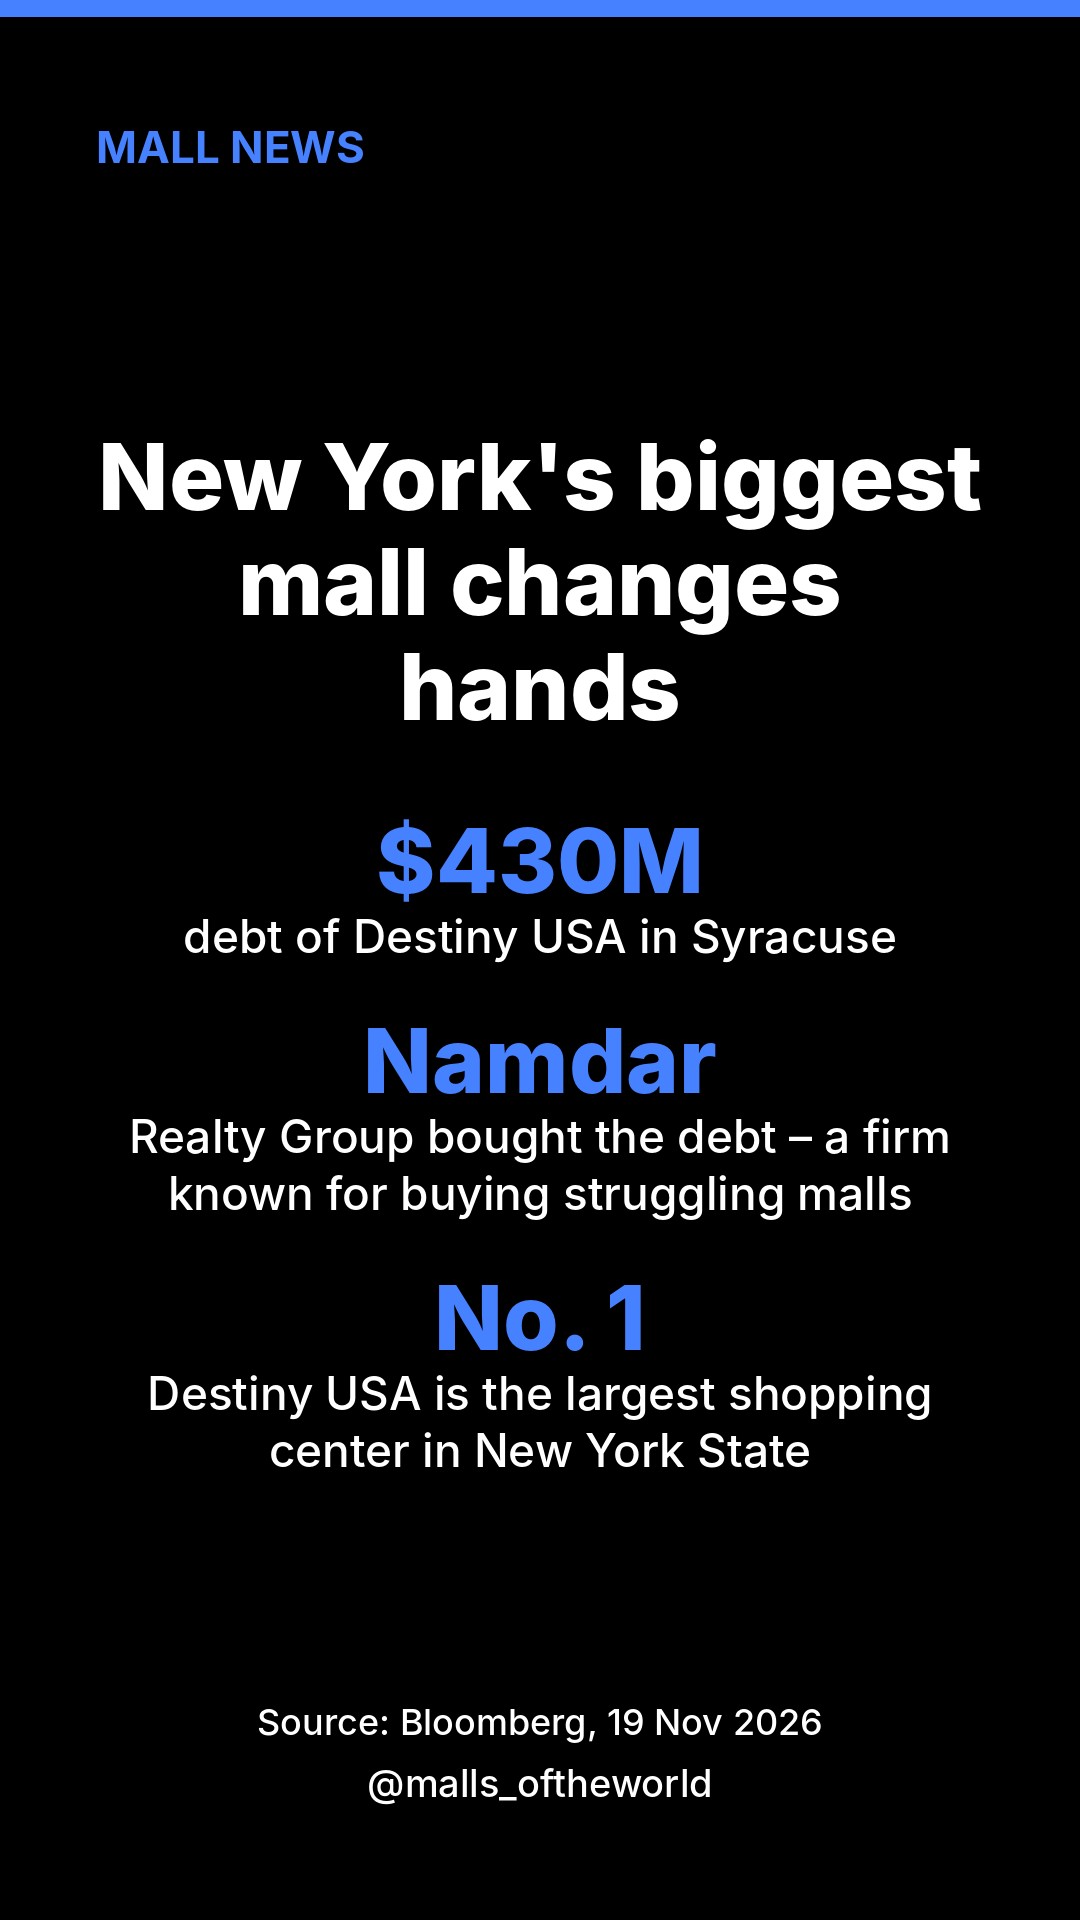 MALL NEWS
New York's biggest
mall changes
hands
$430M
debt of Destiny USA in Syracuse
Namdar
Realty Group bought the debt – a firm
known for buying struggling malls
No. 1
Destiny USA is the largest shopping
center in New York State
Source: Bloomberg, 19 Nov 2026
@malls_oftheworld